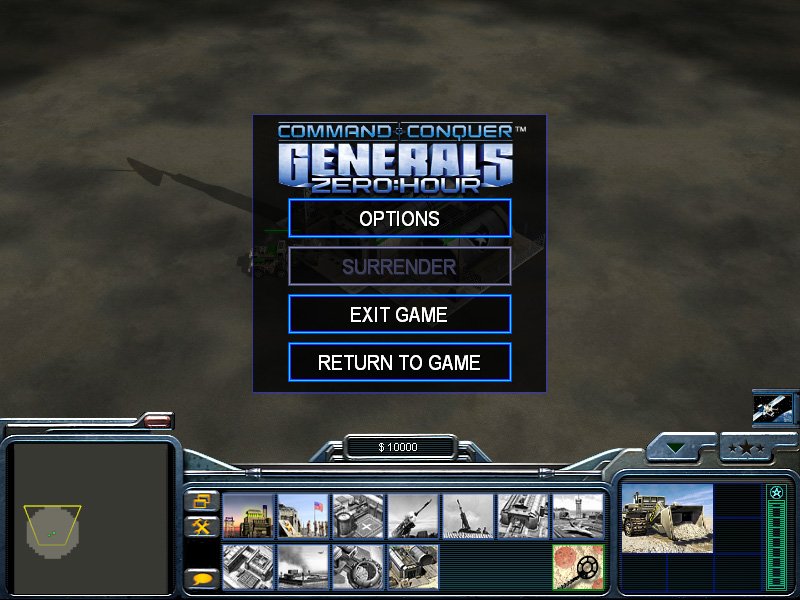 COMMAND & CONQUER™
GENERALS
ZERO:HOUR
OPTIONS
SURRENDER
EXIT GAME
RETURN TO GAME
$ 10000